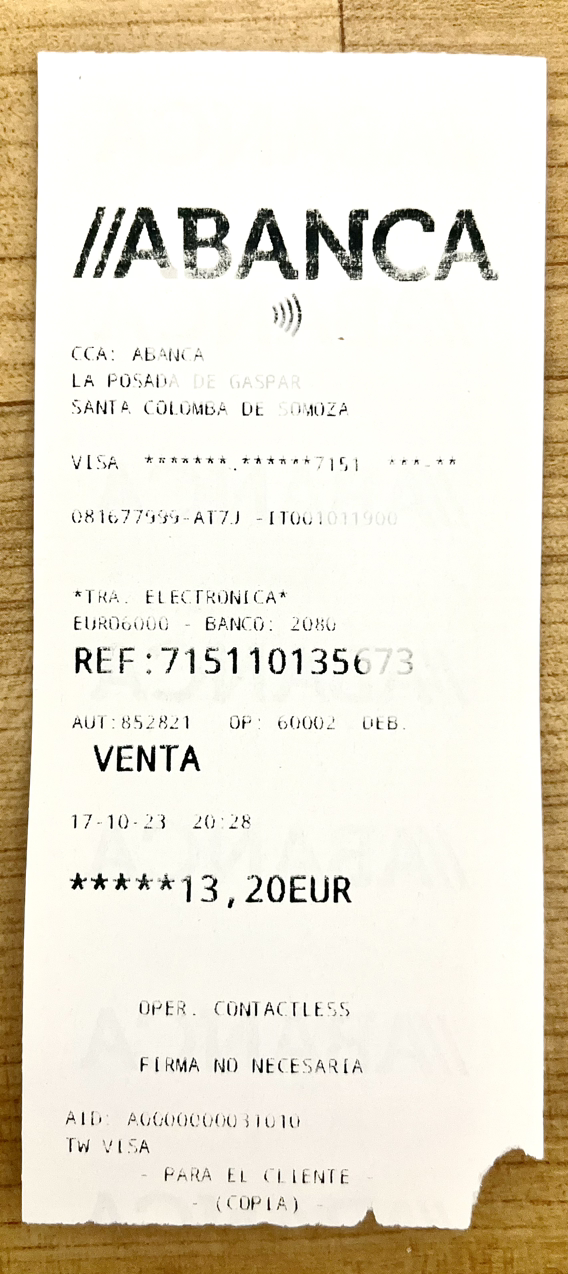 //ABANCA
CCA: ABANCA
LA POSADA DE GASPAR
SANTA COLOMBA DE SOMOZA
VISA *******.******7151 ***-**
081677999-AT7J -IT001011900
*TRA. ELECTRONICA*
EURO6000 - BANCO: 2080
REF:715110135673
AUT:852821 OP: 60002 DEB.
VENTA
17-10-23 20:28
*****13,20EUR
OPER. CONTACTLESS
FIRMA NO NECESARIA
AID: A0000000031010
TW VISA
- PARA EL CLIENTE -
- (COPIA) -